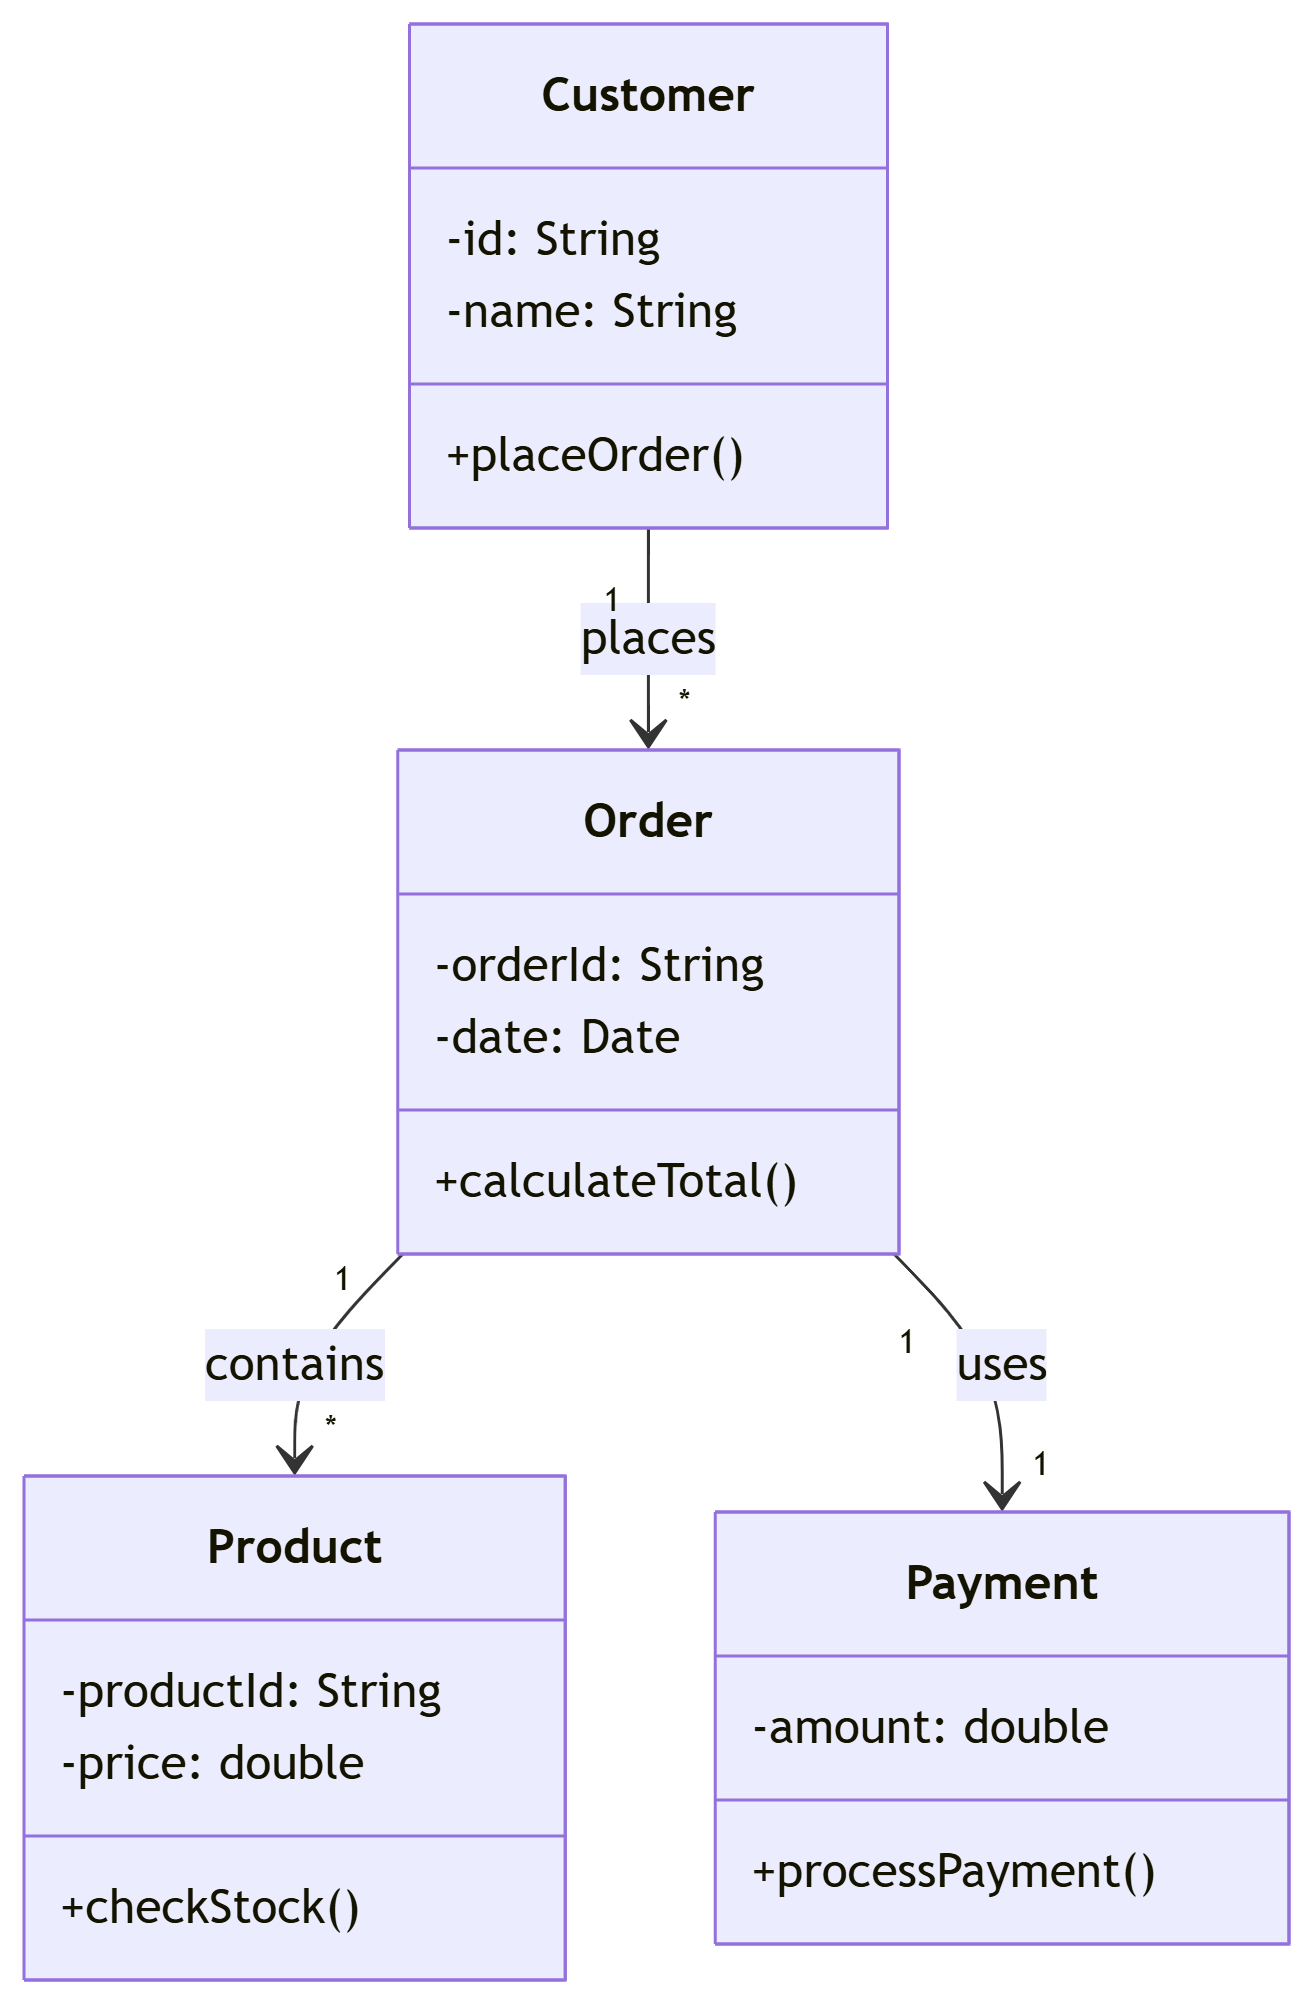 Customer
-id: String
-name: String
+placeOrder()
1
places
*
Order
-orderId: String
-date: Date
+calculateTotal()
1
contains
*
1
uses
1
Product
-productId: String
-price: double
+checkStock()
Payment
-amount: double
+processPayment()